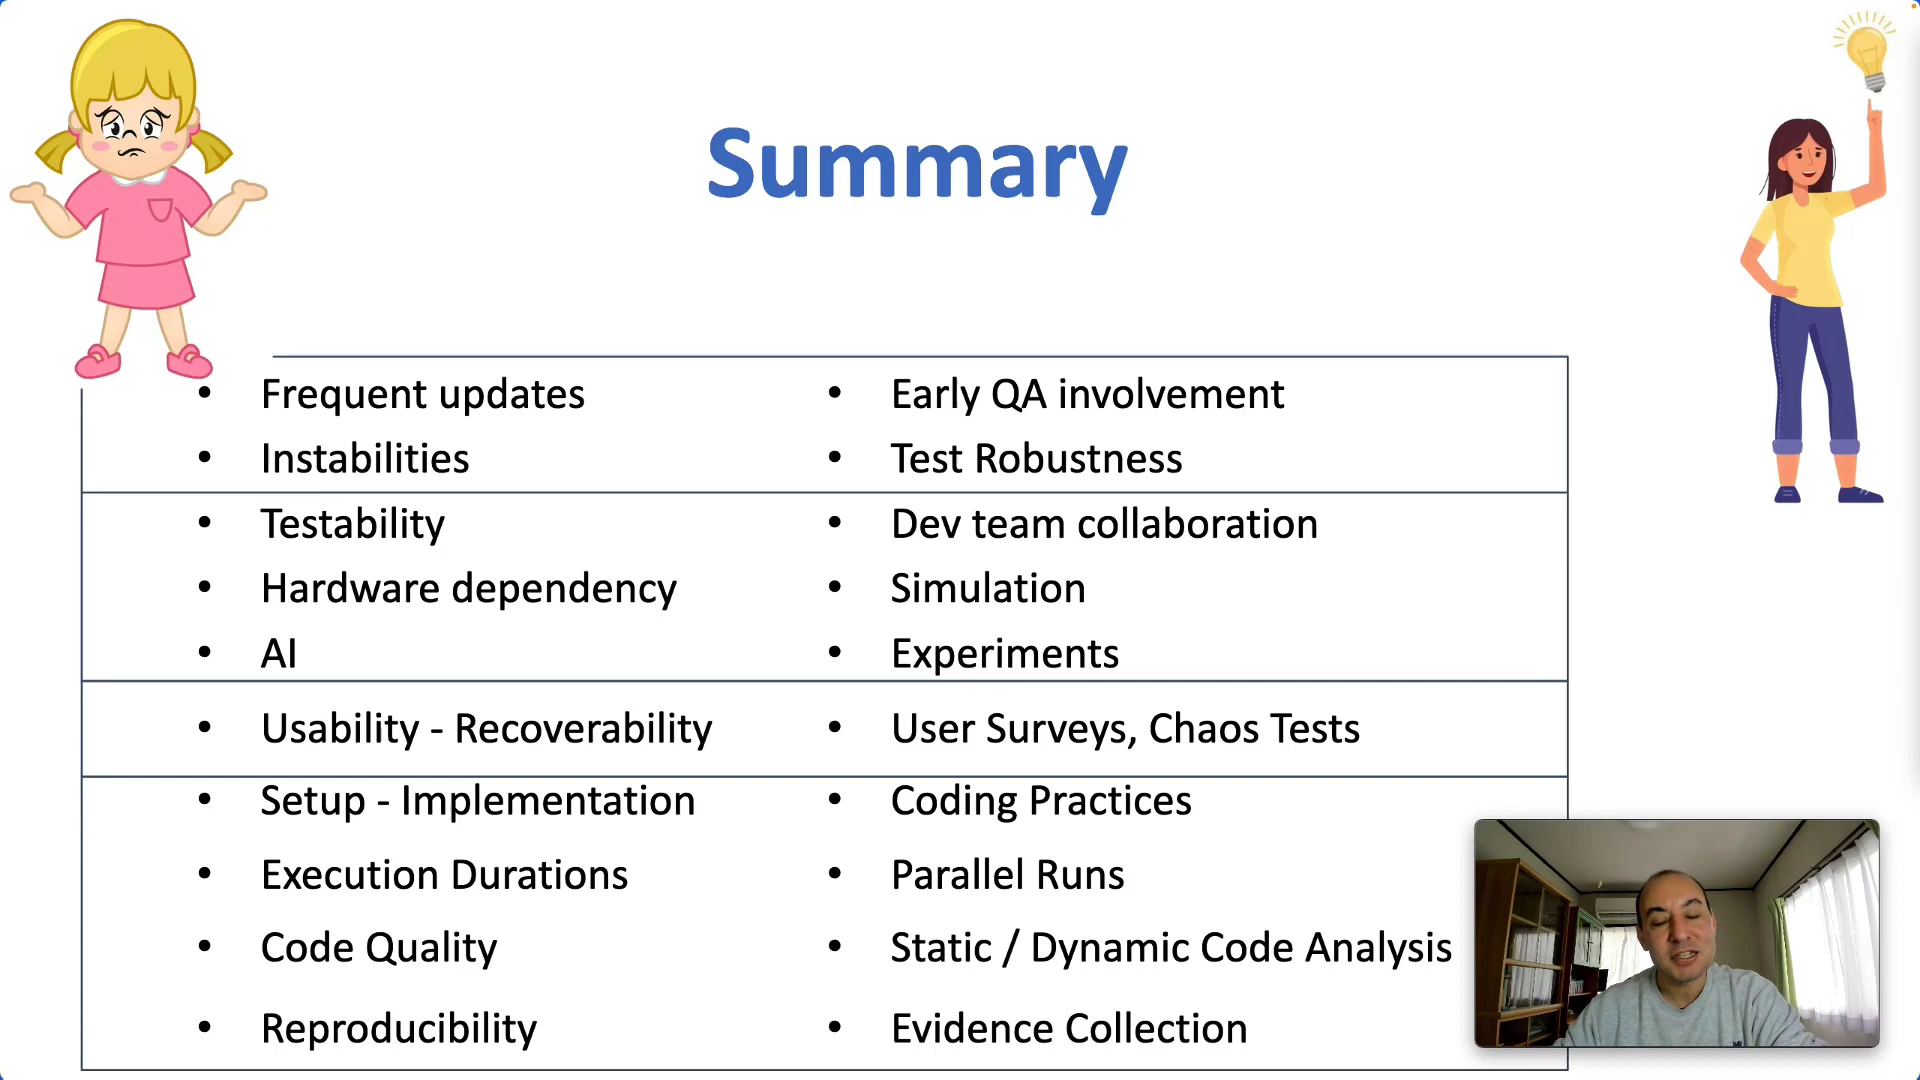 Summary
Frequent updates
Early QA involvement
Instabilities
Test Robustness
Testability
Dev team collaboration
Hardware dependency
Simulation
AI
Experiments
Usability - Recoverability
User Surveys, Chaos Tests
Setup - Implementation
Coding Practices
Execution Durations
Parallel Runs
Code Quality
Static / Dynamic Code Analysis
Reproducibility
Evidence Collection